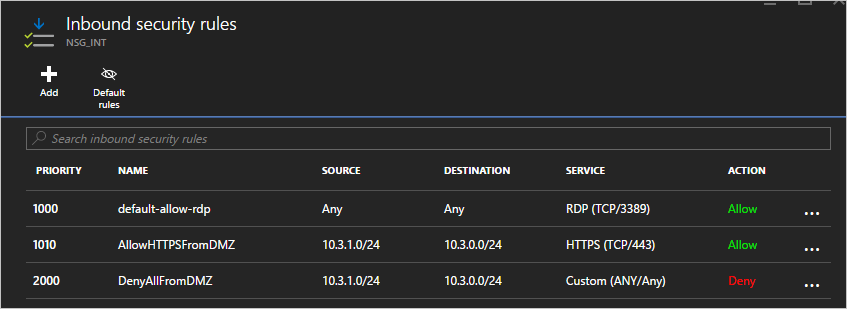 Inbound security rules
NSG_INT
Add
Default
rules
Search inbound security rules
PRIORITY NAME SOURCE DESTINATION SERVICE ACTION
1000 default-allow-rdp Any Any RDP (TCP/3389) Allow ...
1010 AllowHTTPSFromDMZ 10.3.1.0/24 10.3.0.0/24 HTTPS (TCP/443) Allow ...
2000 DenyAllFromDMZ 10.3.1.0/24 10.3.0.0/24 Custom (ANY/Any) Deny ...